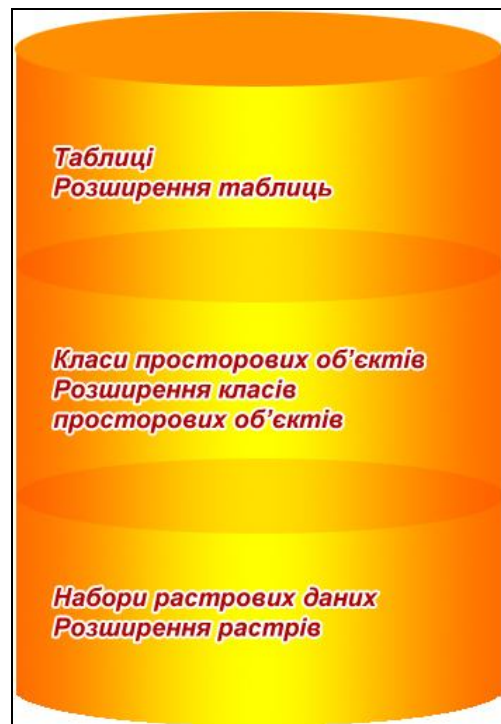 Таблиці
Розширення таблиць
Класи просторових об’єктів
Розширення класів
просторових об’єктів
Набори растрових даних
Розширення растрів